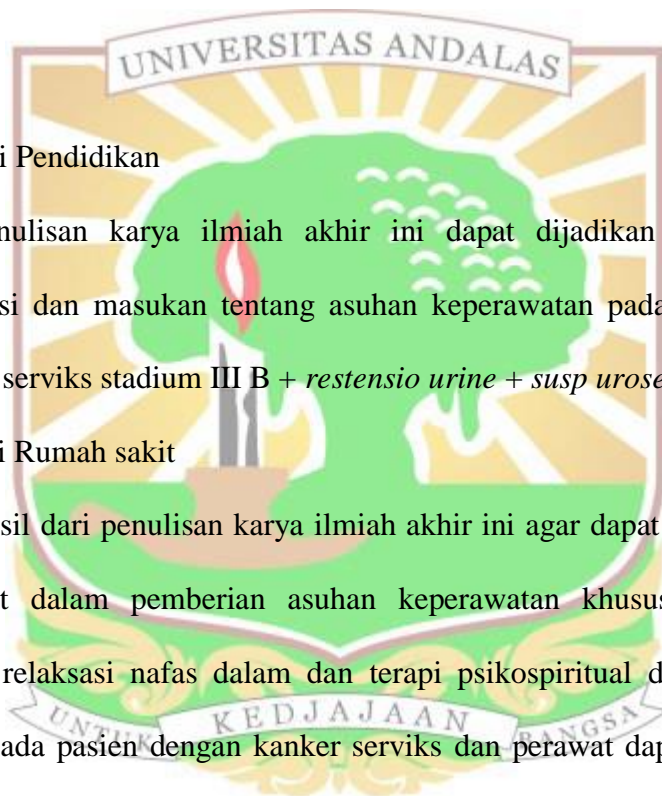 UNIVERSITAS ANDALAS
i Pendidikan
nulisan karya ilmiah akhir ini dapat dijadikan
si dan masukan tentang asuhan keperawatan pada
serviks stadium III B + restensio urine + susp urose
i Rumah sakit
sil dari penulisan karya ilmiah akhir ini agar dapat
t dalam pemberian asuhan keperawatan khusus
relaksasi nafas dalam dan terapi psikospiritual d
UNTUK KEDJAJAAN BANGSA
ada pasien dengan kanker serviks dan perawat dap